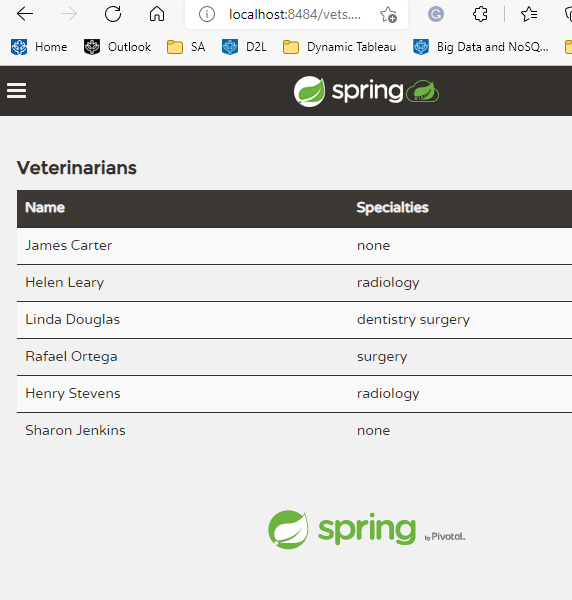 localhost:8484/vets....
Home Outlook SA D2L Dynamic Tableau Big Data and NoSQ...
spring
Veterinarians
Name Specialties
James Carter none
Helen Leary radiology
Linda Douglas dentistry surgery
Rafael Ortega surgery
Henry Stevens radiology
Sharon Jenkins none
spring by Pivotal.